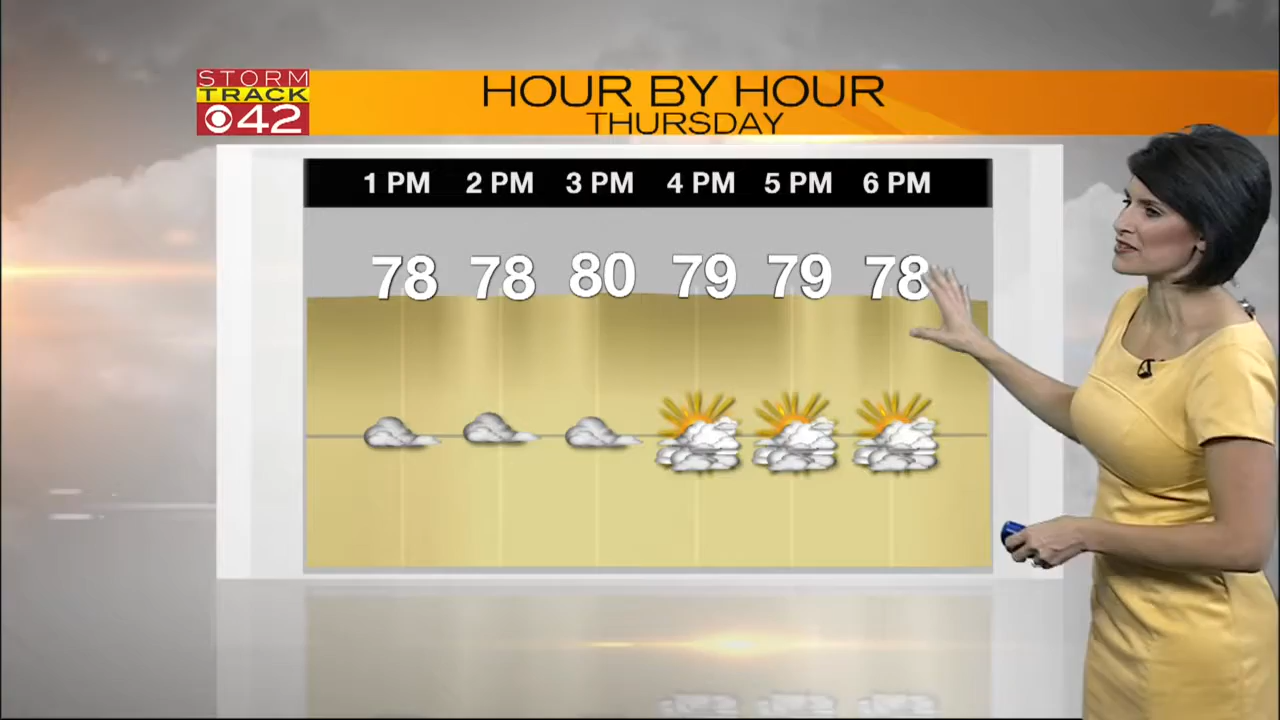 STORM
TRACK
42
HOUR BY HOUR
THURSDAY
1 PM 2 PM 3 PM 4 PM 5 PM 6 PM
78 78 80 79 79 78